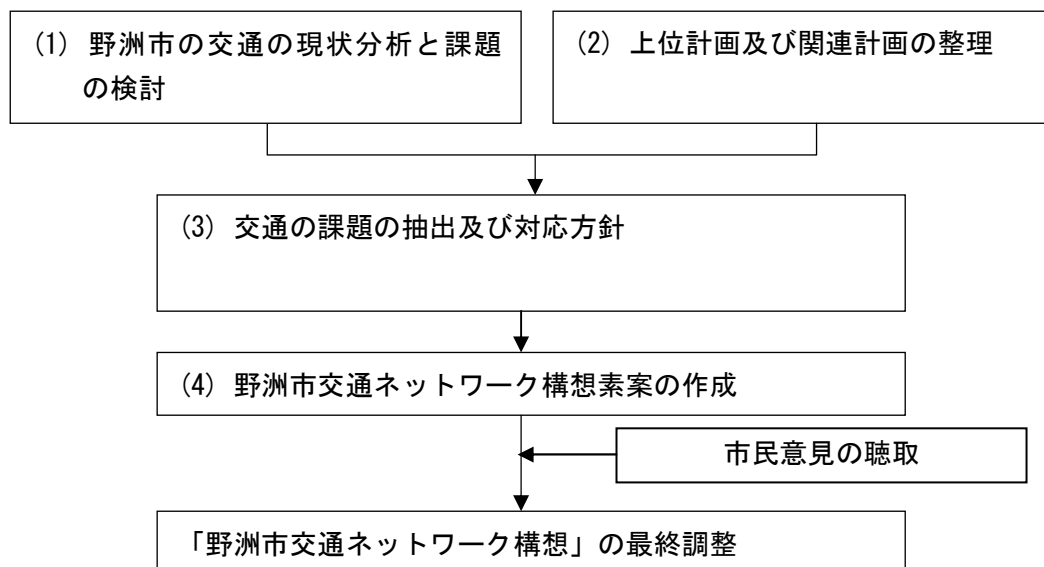 (1) 野洲市の交通の現状分析と課題
の検討
(2) 上位計画及び関連計画の整理
(3) 交通の課題の抽出及び対応方針
(4) 野洲市交通ネットワーク構想素案の作成
市民意見の聴取
「野洲市交通ネットワーク構想」の最終調整